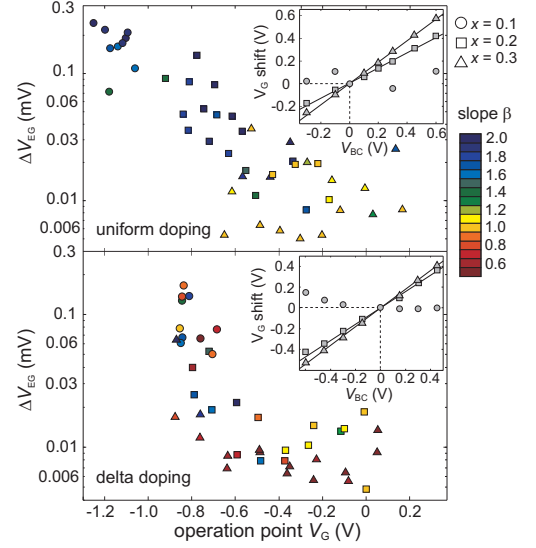 0.3
0.1
0.06
0.03
0.01
0.006
ΔV_EG (mV)
uniform doping
0.6
0.4
0.2
0
-0.2
V_G shift (V)
-0.2 0 0.2 0.4 0.6
V_BC (V)
x = 0.1
x = 0.2
x = 0.3
slope β
2.0
1.8
1.6
1.4
1.2
1.0
0.8
0.6
0.3
0.1
0.06
0.03
0.01
0.006
ΔV_EG (mV)
delta doping
0.4
0.2
0
-0.2
-0.4
-0.6
V_G shift (V)
-0.4 -0.2 0 0.2 0.4
V_BC (V)
-1.2 -1.0 -0.8 -0.6 -0.4 -0.2 0 0.2
operation point V_G (V)